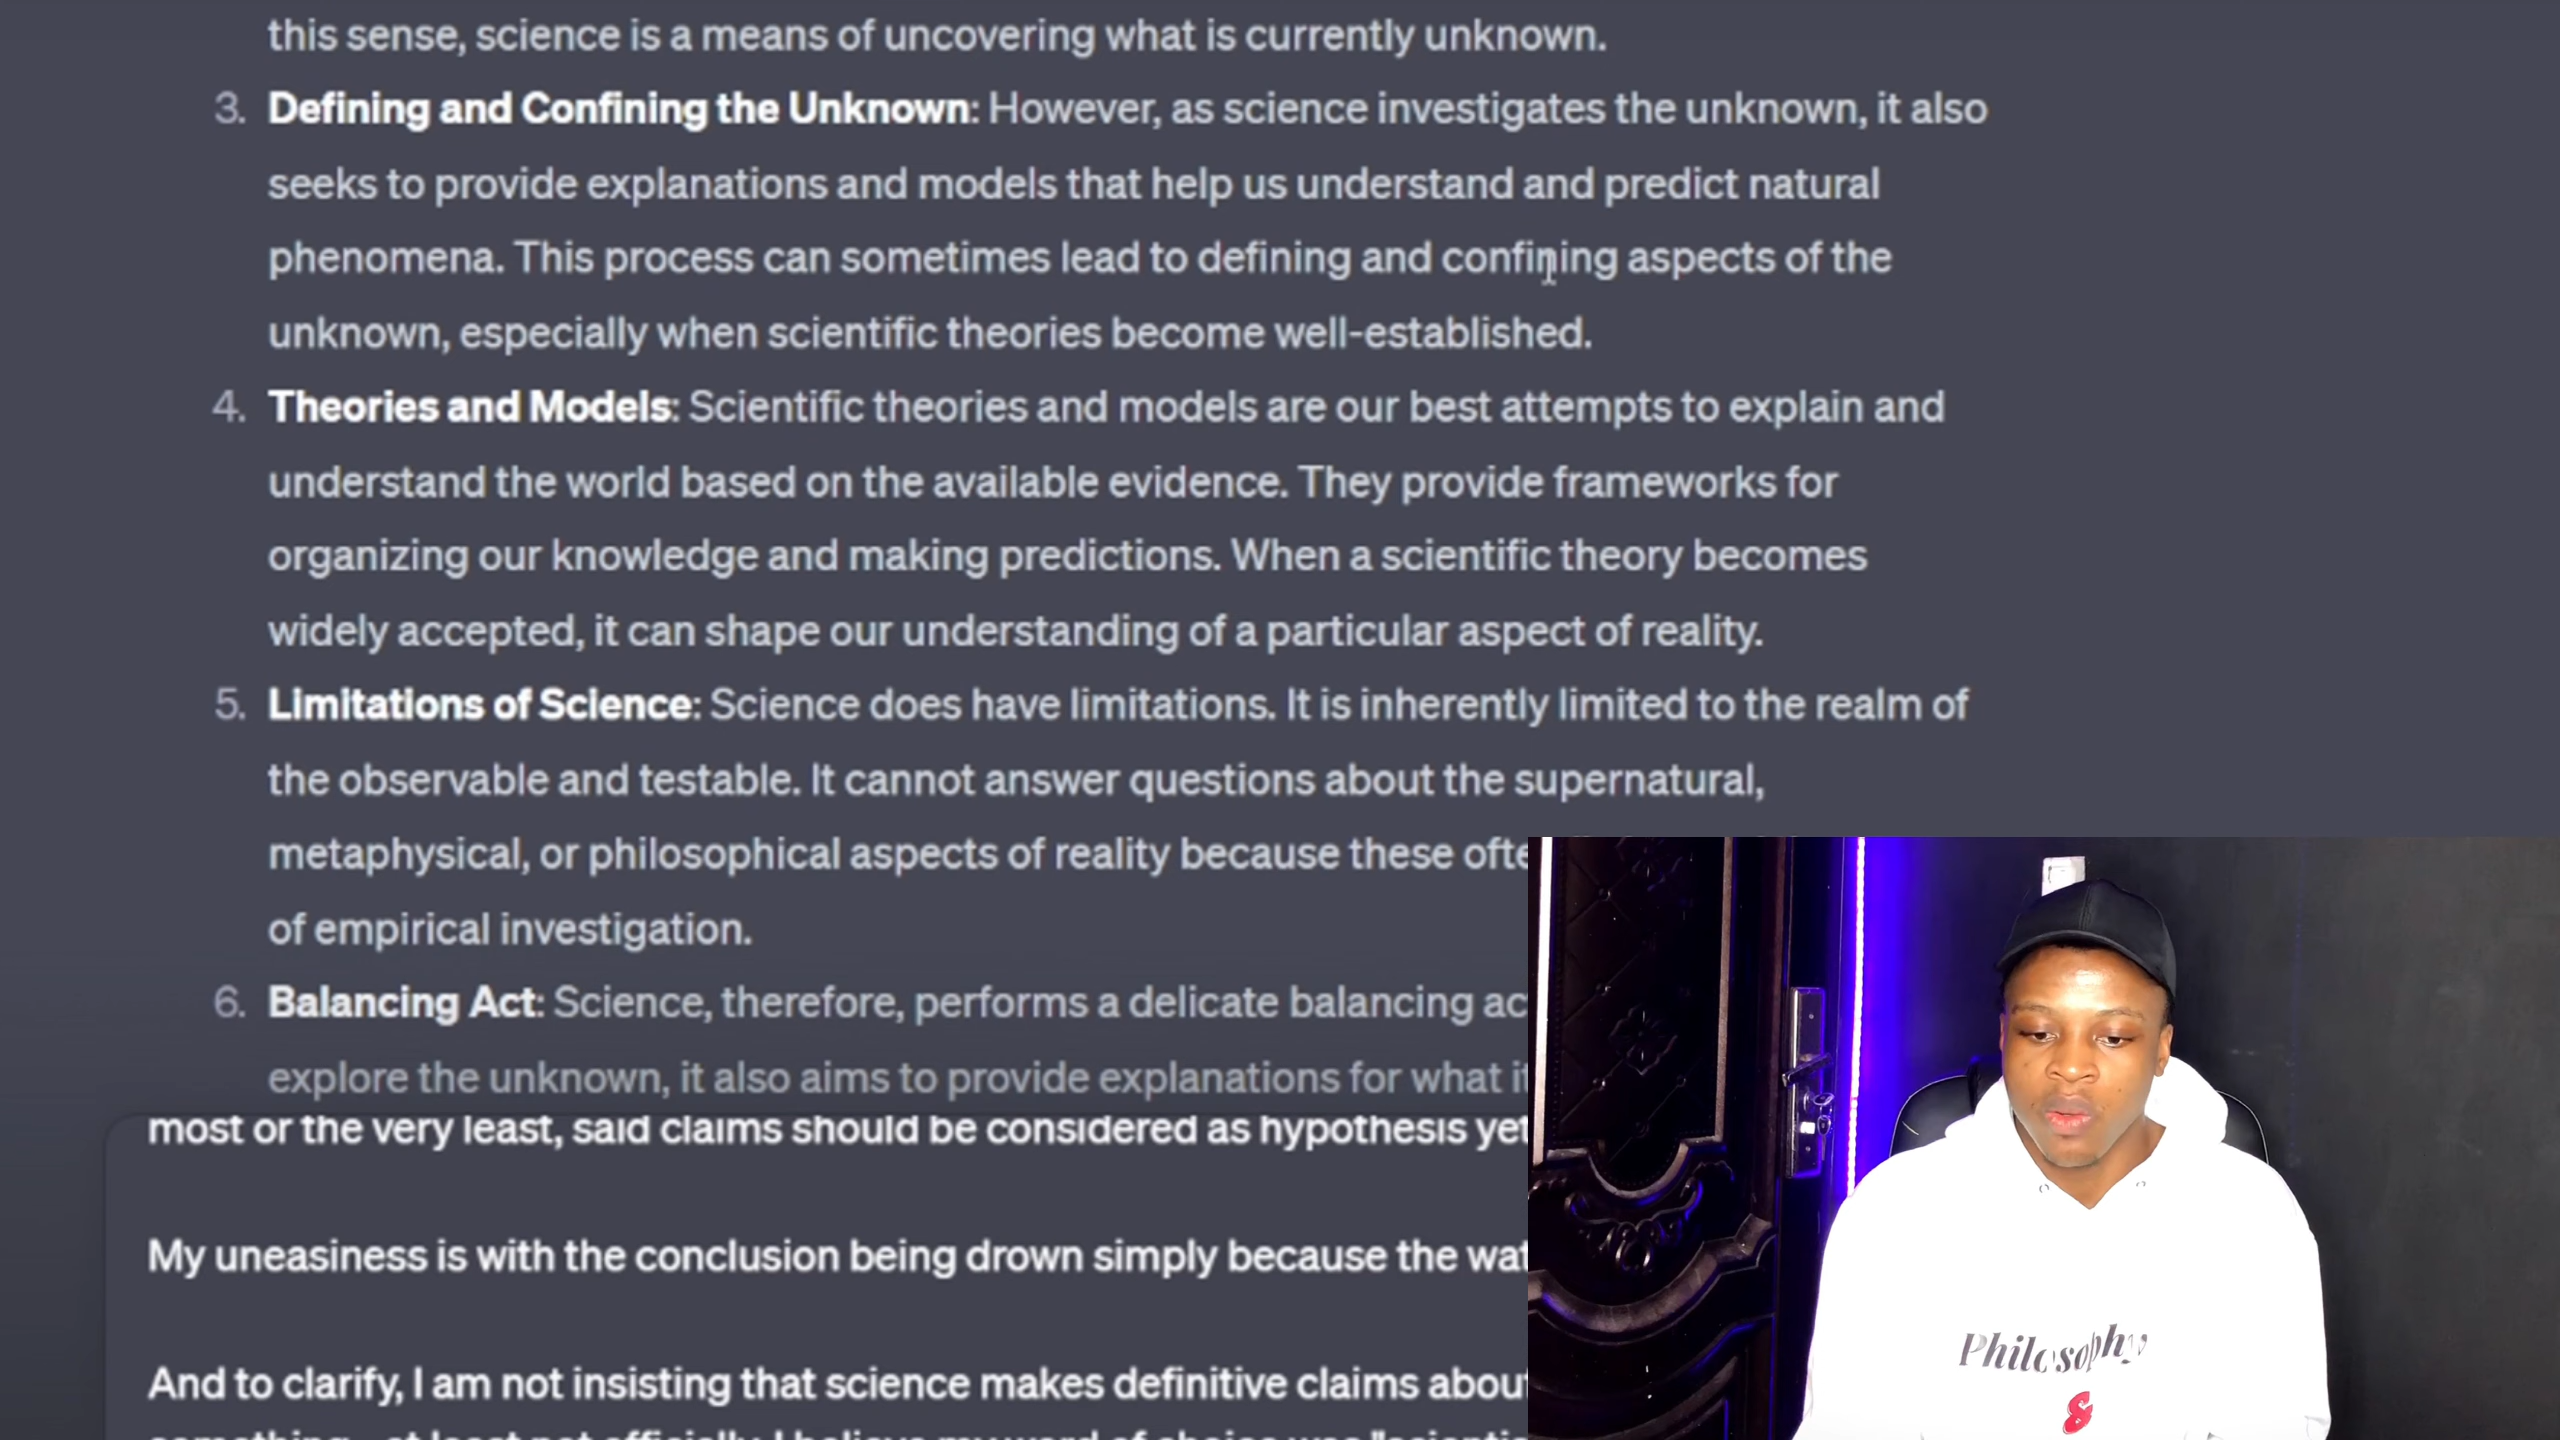 this sense, science is a means of uncovering what is currently unknown.
3. Defining and Confining the Unknown: However, as science investigates the unknown, it also
seeks to provide explanations and models that help us understand and predict natural
phenomena. This process can sometimes lead to defining and confining aspects of the
unknown, especially when scientific theories become well-established.
4. Theories and Models: Scientific theories and models are our best attempts to explain and
understand the world based on the available evidence. They provide frameworks for
organizing our knowledge and making predictions. When a scientific theory becomes
widely accepted, it can shape our understanding of a particular aspect of reality.
5. Limitations of Science: Science does have limitations. It is inherently limited to the realm of
the observable and testable. It cannot answer questions about the supernatural,
metaphysical, or philosophical aspects of reality because these ofte
of empirical investigation.
6. Balancing Act: Science, therefore, performs a delicate balancing ac
explore the unknown, it also aims to provide explanations for what it
most or the very least, said claims should be considered as hypothesis yet
My uneasiness is with the conclusion being drown simply because the wat
And to clarify, I am not insisting that science makes definitive claims about
Philosophy
&